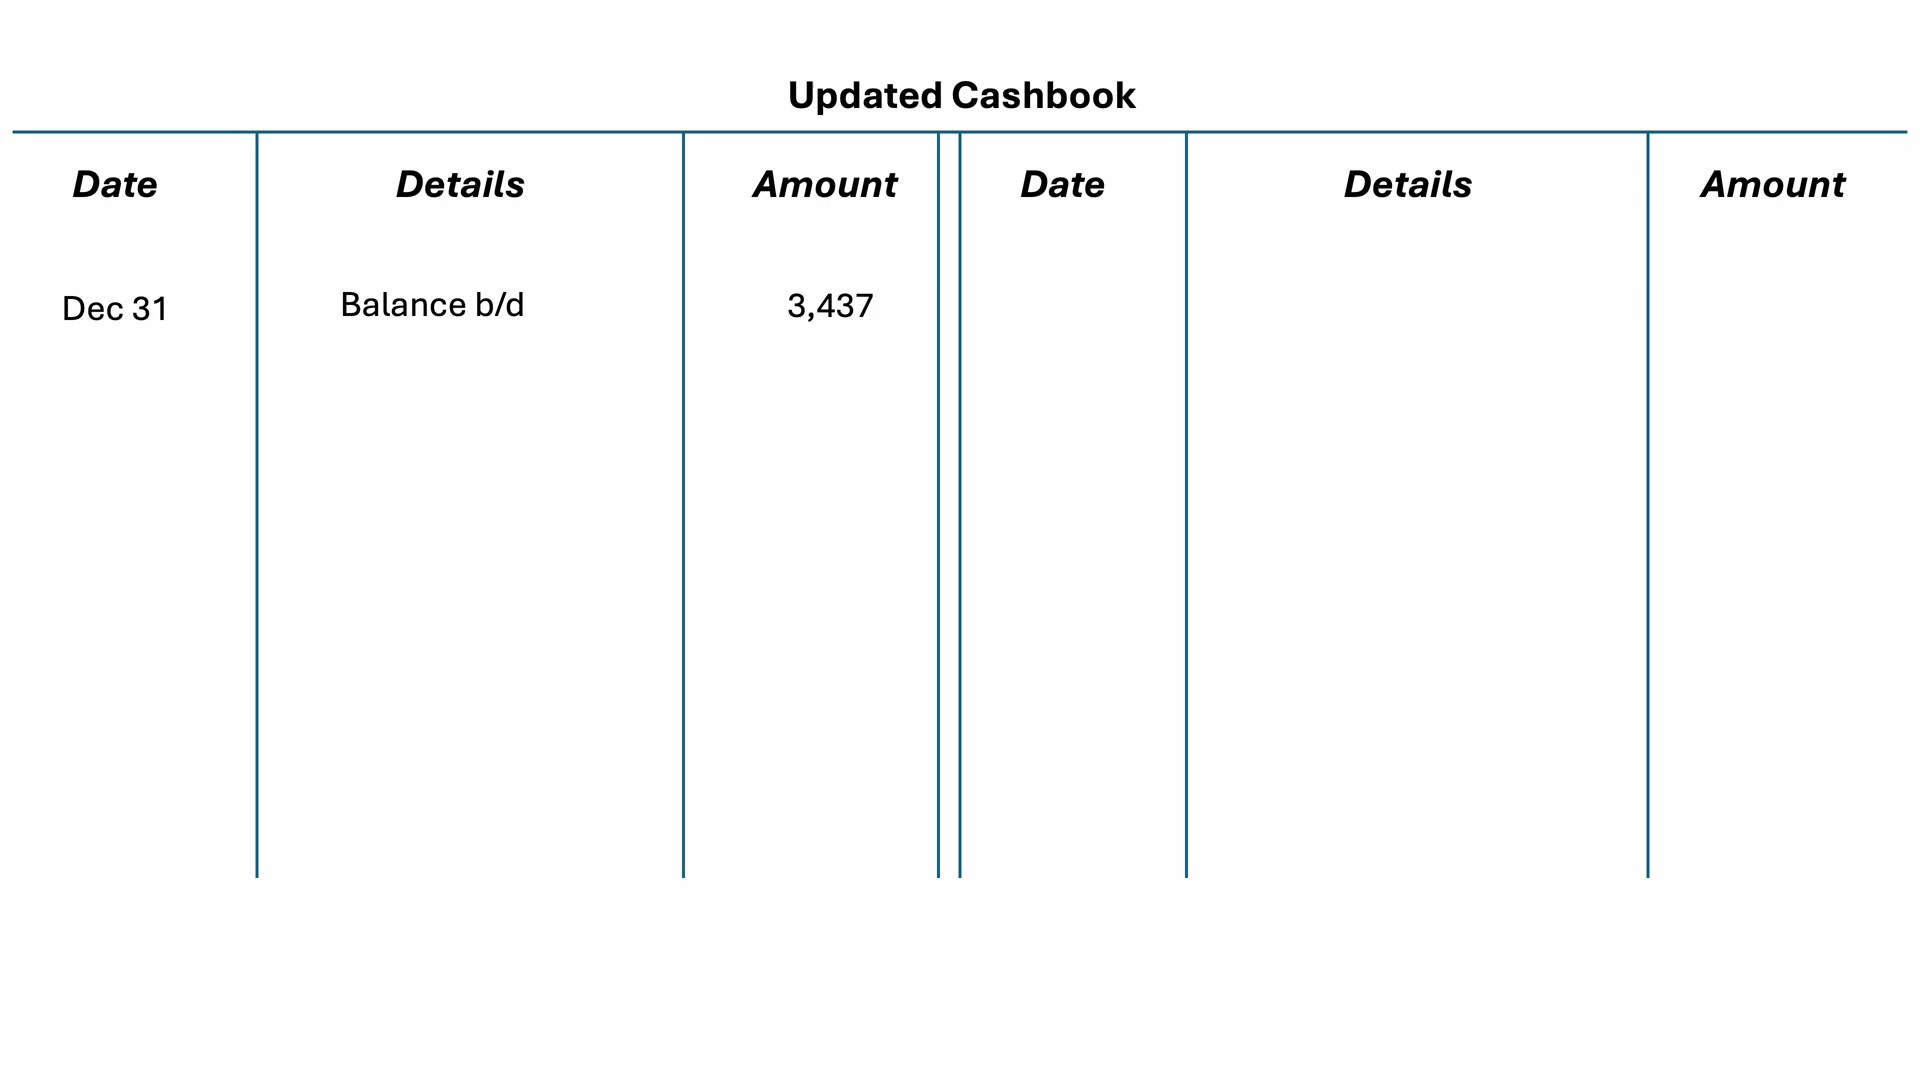 Updated Cashbook
Date Details Amount Date Details Amount
Dec 31 Balance b/d 3,437